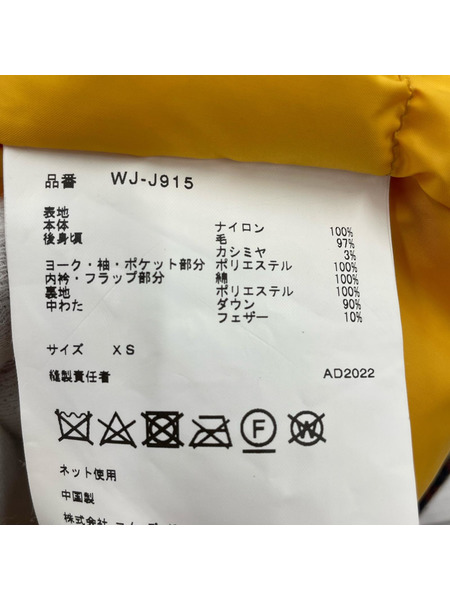 品番 WJ-J915
表地
本体 ナイロン 100%
後身頃 毛 97%
カシミヤ 3%
ヨーク・袖・ポケット部分 ポリエステル 100%
内衿・フラップ部分 綿 100%
裏地 ポリエステル 100%
中わた ダウン 90%
フェザー 10%
サイズ XS
縫製責任者 AD2022
F W
ネット使用
中国製
株式会社